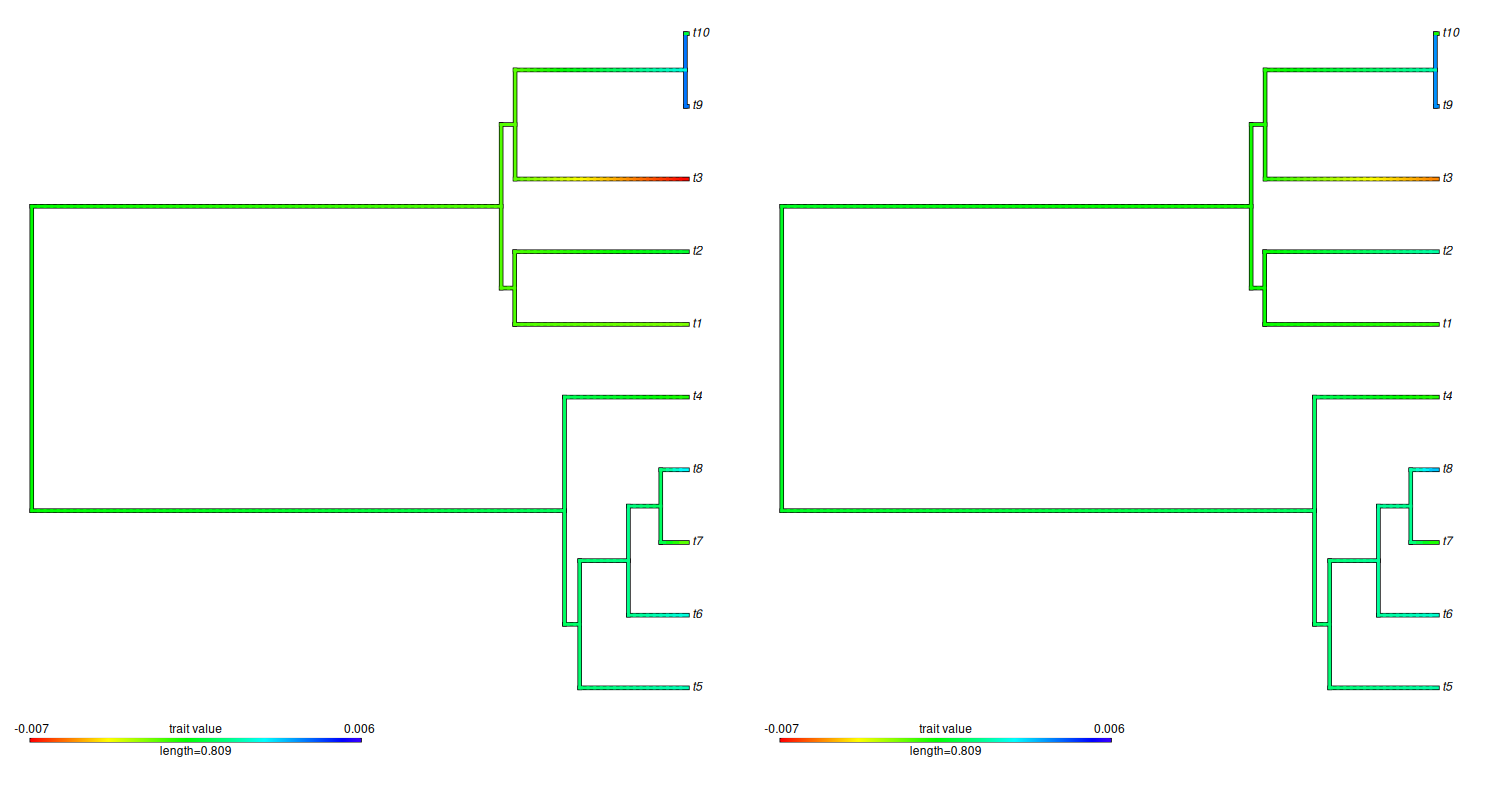 t10
t9
t3
t2
t1
t4
t8
t7
t6
t5
-0.007 trait value 0.006
length=0.809
t10
t9
t3
t2
t1
t4
t8
t7
t6
t5
-0.007 trait value 0.006
length=0.809